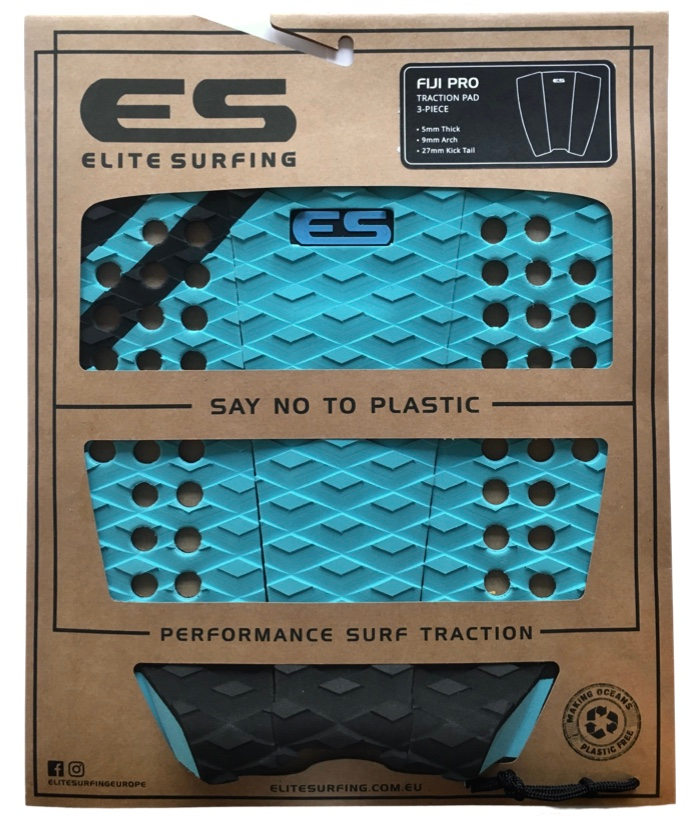 ES
ELITE SURFING
FIJI PRO
TRACTION PAD
3-PIECE
• 5mm Thick
• 9mm Arch
• 27mm Kick Tail
ES
SAY NO TO PLASTIC
PERFORMANCE SURF TRACTION
MAKING OCEANS
PLASTIC FREE
ELITESURFINGEUROPE
ELITESURFING.COM.EU